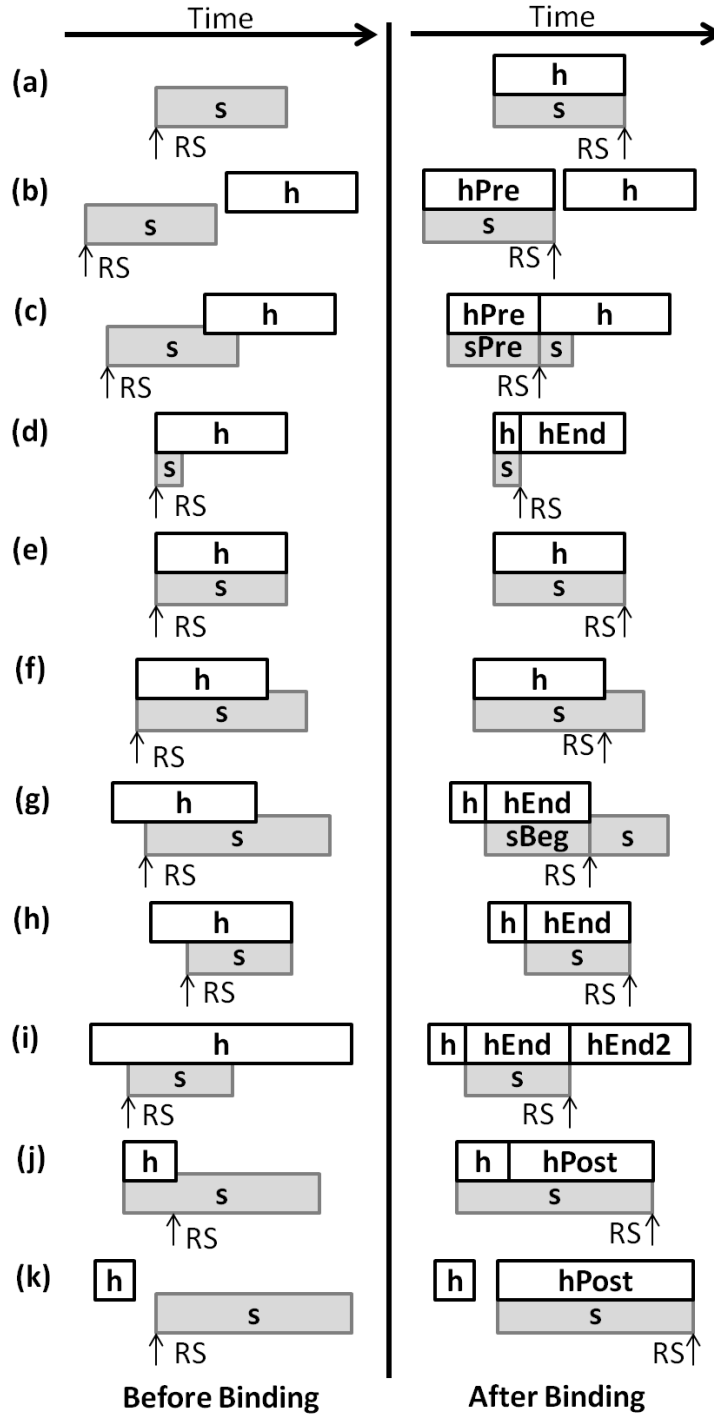 Time Time
(a) s RS h s RS
(b) h s RS hPre h s RS
(c) h s RS hPre h sPre s RS
(d) h s RS h hEnd s RS
(e) h s RS h s RS
(f) h s RS h s RS
(g) h s RS h hEnd sBeg s RS
(h) h s RS h hEnd s RS
(i) h s RS h hEnd hEnd2 s RS
(j) h s RS h hPost s RS
(k) h s RS h hPost s RS
Before Binding After Binding